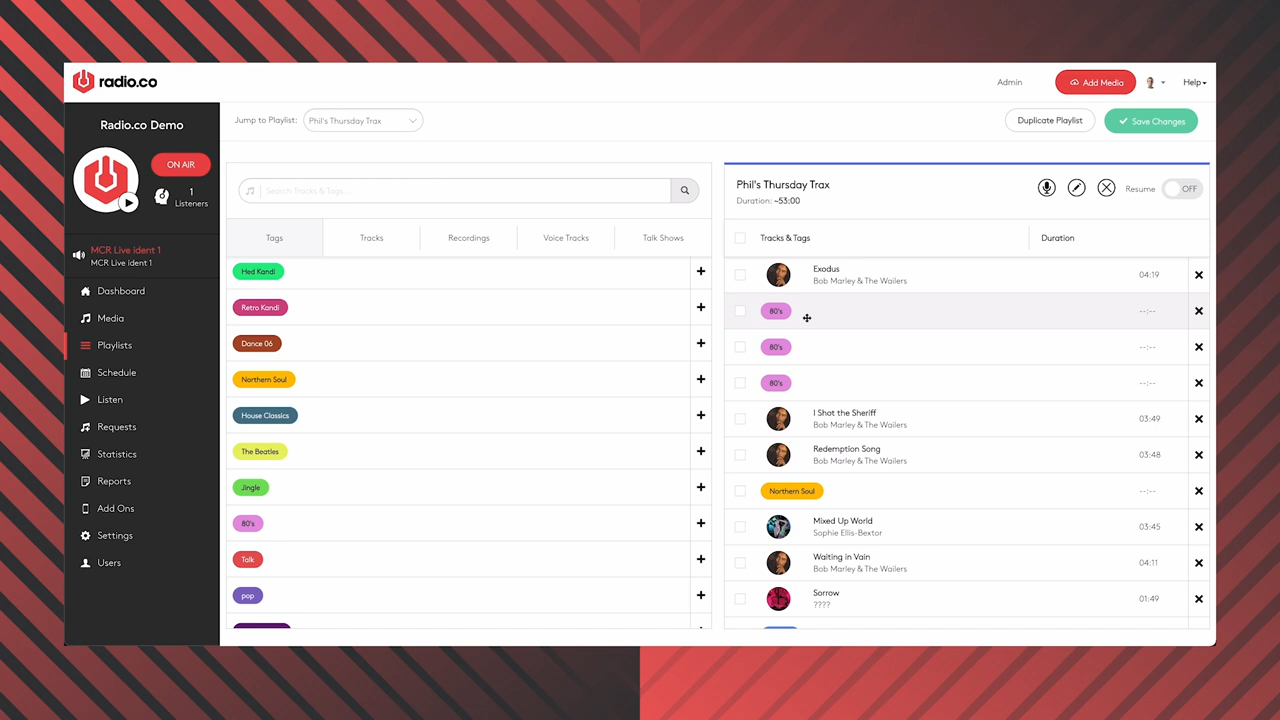 radio.co
Admin
Add Media
Help
Radio.co Demo
ON AIR
1
Listeners
MCR Live ident 1
MCR Live ident 1
Dashboard
Media
Playlists
Schedule
Listen
Requests
Statistics
Reports
Add Ons
Settings
Users
Jump to Playlist:
Phil's Thursday Trax
Duplicate Playlist
Save Changes
Search Tracks & Tags...
Tags
Tracks
Recordings
Voice Tracks
Talk Shows
Hed Kandi
Retro Kandi
Dance 06
Northern Soul
House Classics
The Beatles
Jingle
80's
Talk
pop
Phil's Thursday Trax
Duration: ~53:00
Resume
OFF
Tracks & Tags
Duration
Exodus
Bob Marley & The Wailers
04:19
80's
--:--
80's
--:--
80's
--:--
I Shot the Sheriff
Bob Marley & The Wailers
03:49
Redemption Song
Bob Marley & The Wailers
03:48
Northern Soul
--:--
Mixed Up World
Sophie Ellis-Bextor
03:45
Waiting in Vain
Bob Marley & The Wailers
04:11
Sorrow
????
01:49